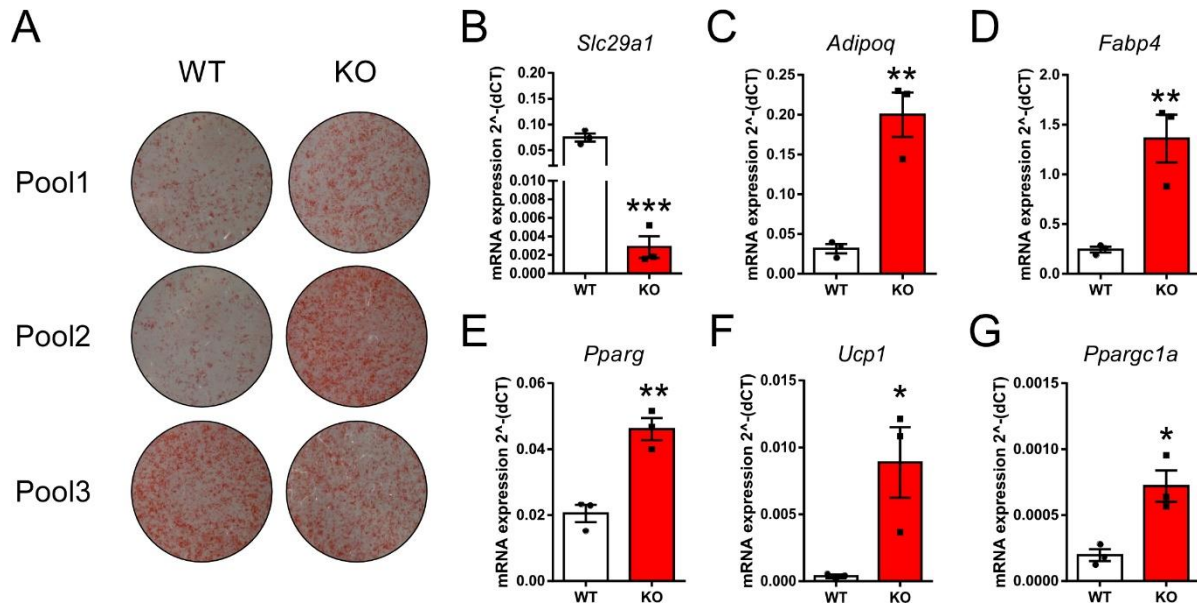 A
WT KO
Pool1
Pool2
Pool3
B
Slc29a1
mRNA expression 2^-(dCT)
0.20
0.15
0.10
0.05
0.010
0.008
0.006
0.004
0.002
0.000
***
WT KO
C
Adipoq
mRNA expression 2^-(dCT)
0.25
0.20
0.15
0.10
0.05
0.00
**
WT KO
D
Fabp4
mRNA expression 2^-(dCT)
2.0
1.5
1.0
0.5
0.0
**
WT KO
E
Pparg
mRNA expression 2^-(dCT)
0.06
0.04
0.02
0.00
**
WT KO
F
Ucp1
mRNA expression 2^-(dCT)
0.015
0.010
0.005
0.000
*
WT KO
G
Ppargc1a
mRNA expression 2^-(dCT)
0.0015
0.0010
0.0005
0.0000
*
WT KO